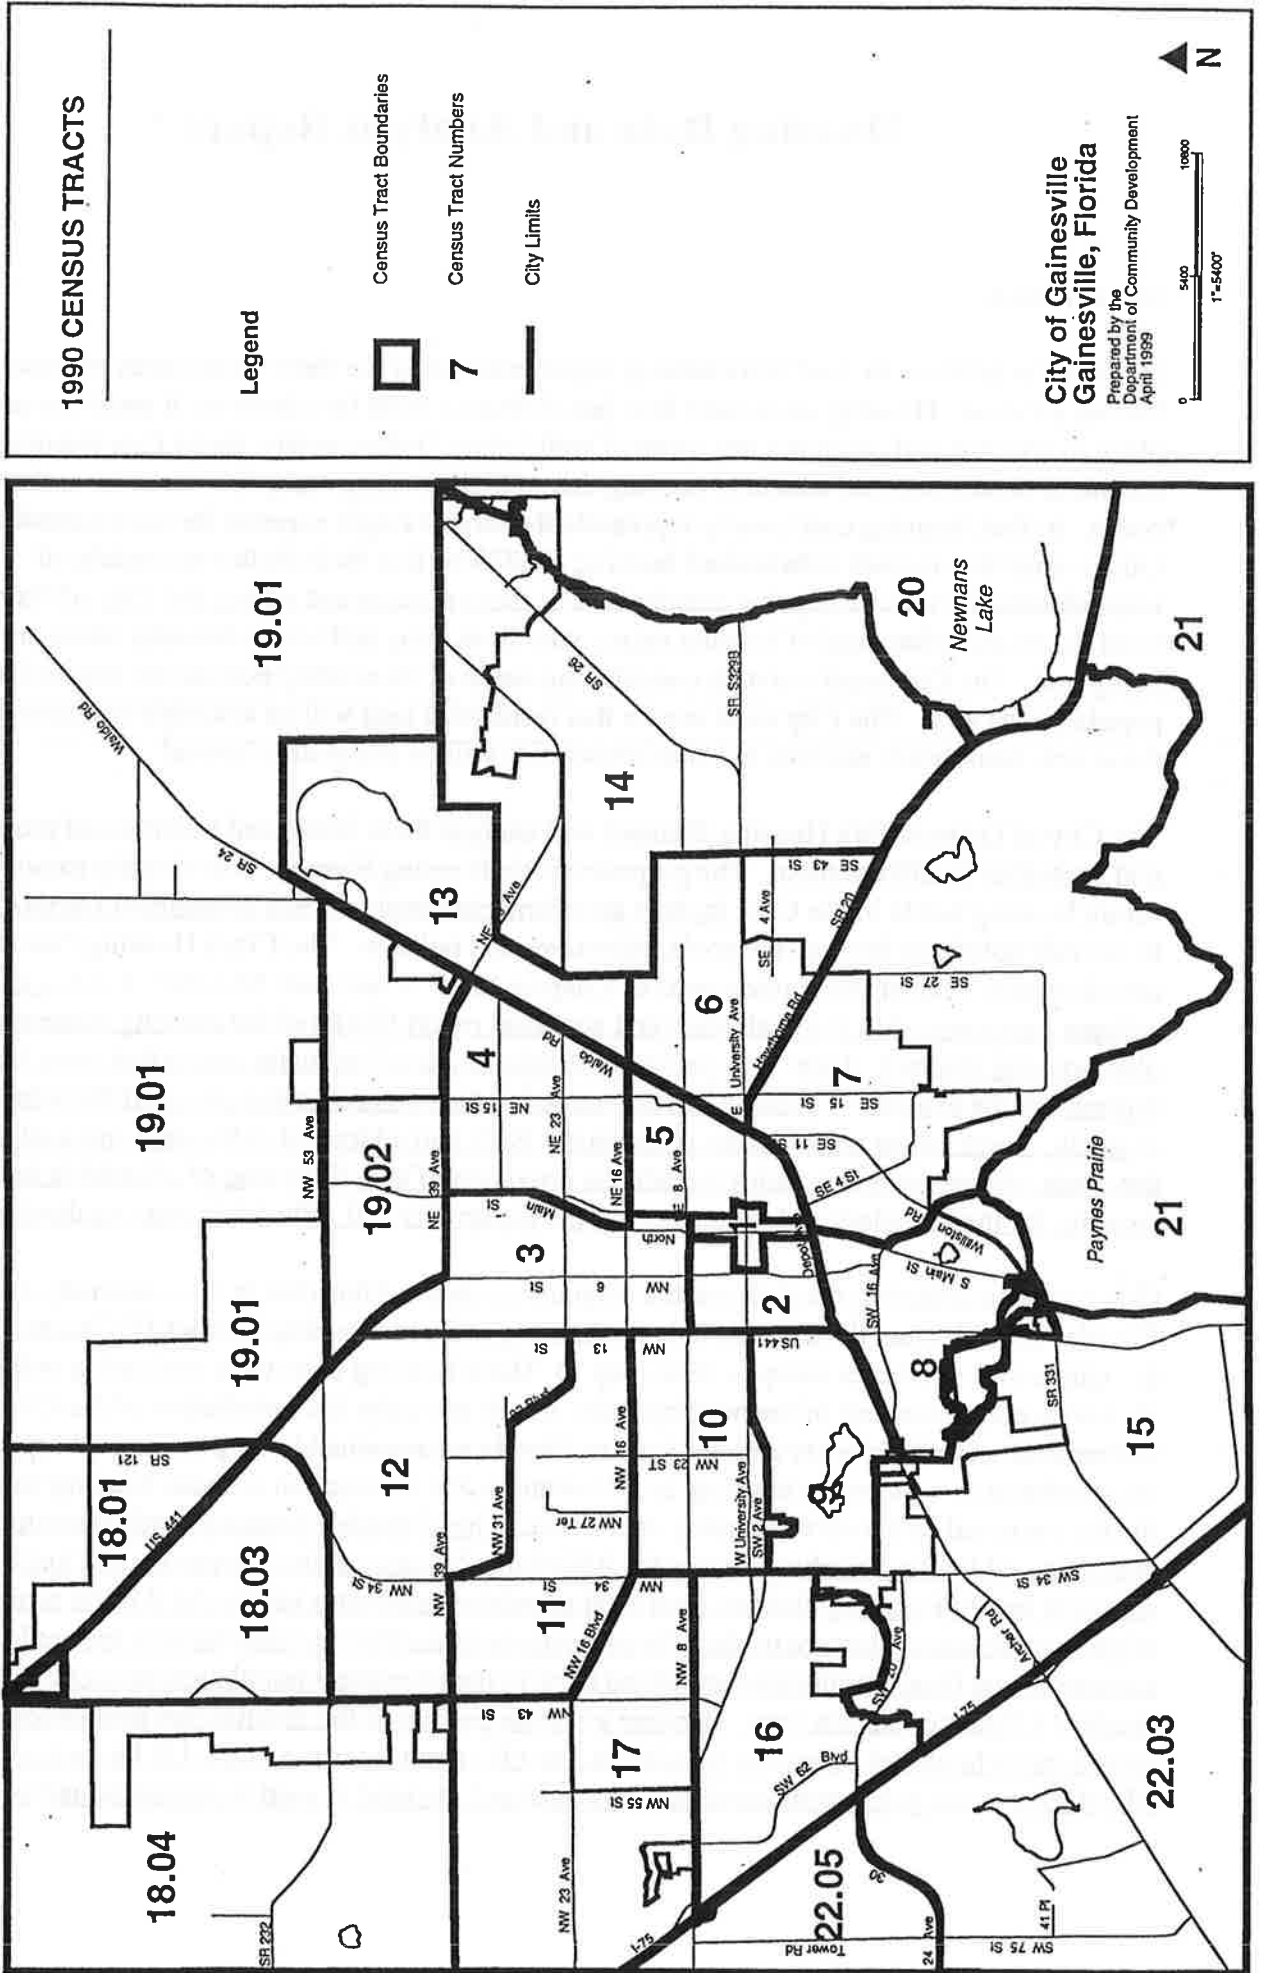 1990 CENSUS TRACTS
Legend
Census Tract Boundaries
7
Census Tract Numbers
City Limits
City of Gainesville
Gainesville, Florida
Prepared by the
Department of Community Development
April 1999
0 5400 10800
1"=5400'
N
18.04
SR 232
18.01
SR 121
US 441
18.03
19.01
19.01
19.01
Waldo Rd
SR 24
NW 53 Ave
19.02
NE 39 Ave
NW 39 Ave
NW 34 St
12
NW 43 St
11
NW 31 Ave
NW 27 Ter
NW 16 Blvd
NW 34 St
NW 16 Ave
NW 13 St
3
NW 6 St
North Main St
4
NE 15 St
NE 23 Ave
Waldo Rd
NE 16 Ave
13
14
SR 26
SR S329B
20
Newnans
Lake
21
17
NW 55 St
NW 23 Ave
I-75
NW 8 Ave
10
NW 23 ST
W University Ave
SW 2 Ave
2
US441
1
5
NE 8 Ave
6
E University Ave
SE 4 Ave
SE 43 St
SR 20
Hawthorne Rd
7
SE 15 St
SE 11 St
SE 4 St
SE 27 St
16
SW 62 Blvd
SW 20 Ave
Archer Rd
SW 34 St
I-75
8
SW 16 Ave
S Main St
Williston Rd
SR 331
15
Paynes Prairie
21
22.05
Tower Rd
24 Ave
30
SW 75 St
41 Pl
22.03